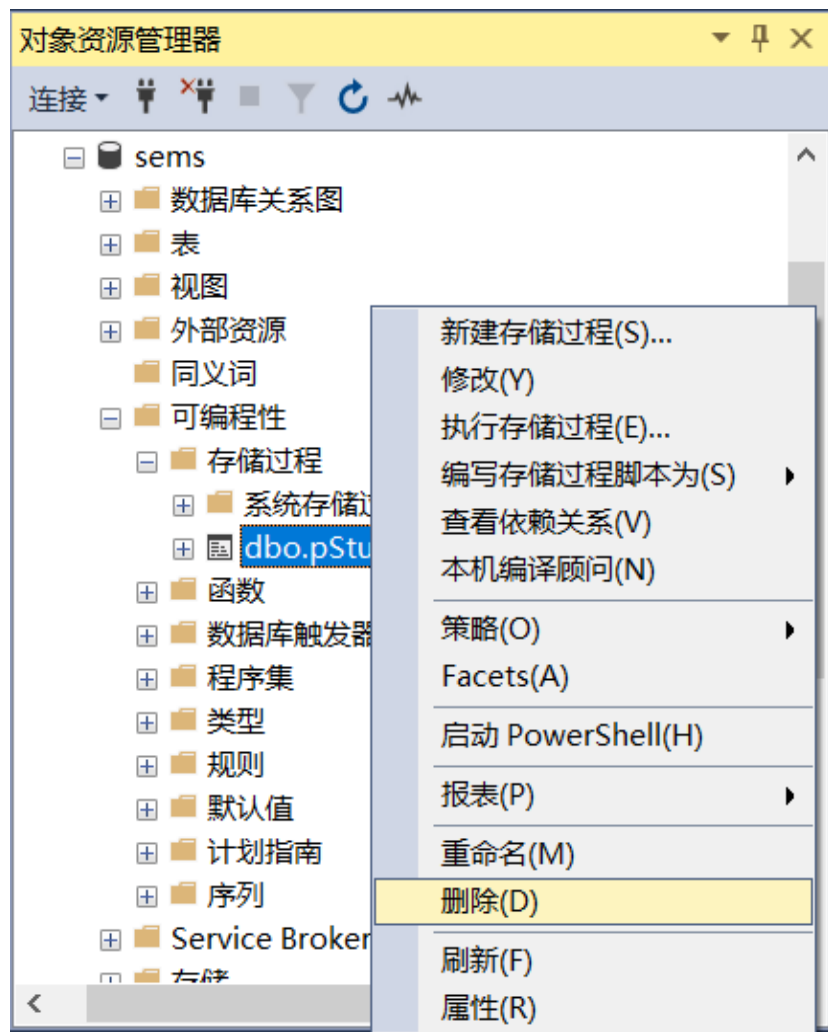 对象资源管理器
连接
sems
数据库关系图
表
视图
外部资源
同义词
可编程性
存储过程
系统存储过
dbo.pStu
函数
数据库触发器
程序集
类型
规则
默认值
计划指南
序列
Service Broker
存储
新建存储过程(S)...
修改(Y)
执行存储过程(E)...
编写存储过程脚本为(S)
查看依赖关系(V)
本机编译顾问(N)
策略(O)
Facets(A)
启动 PowerShell(H)
报表(P)
重命名(M)
删除(D)
刷新(F)
属性(R)